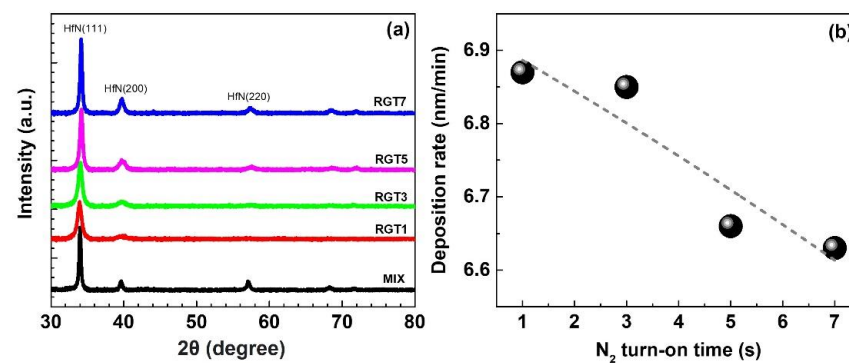 (a)
HfN(111)
HfN(200)
HfN(220)
RGT7
RGT5
RGT3
RGT1
MIX
Intensity (a.u.)
30 40 50 60 70 80
2θ (degree)
(b)
Deposition rate (nm/min)
6.9
6.8
6.7
6.6
1 2 3 4 5 6 7
N₂ turn-on time (s)